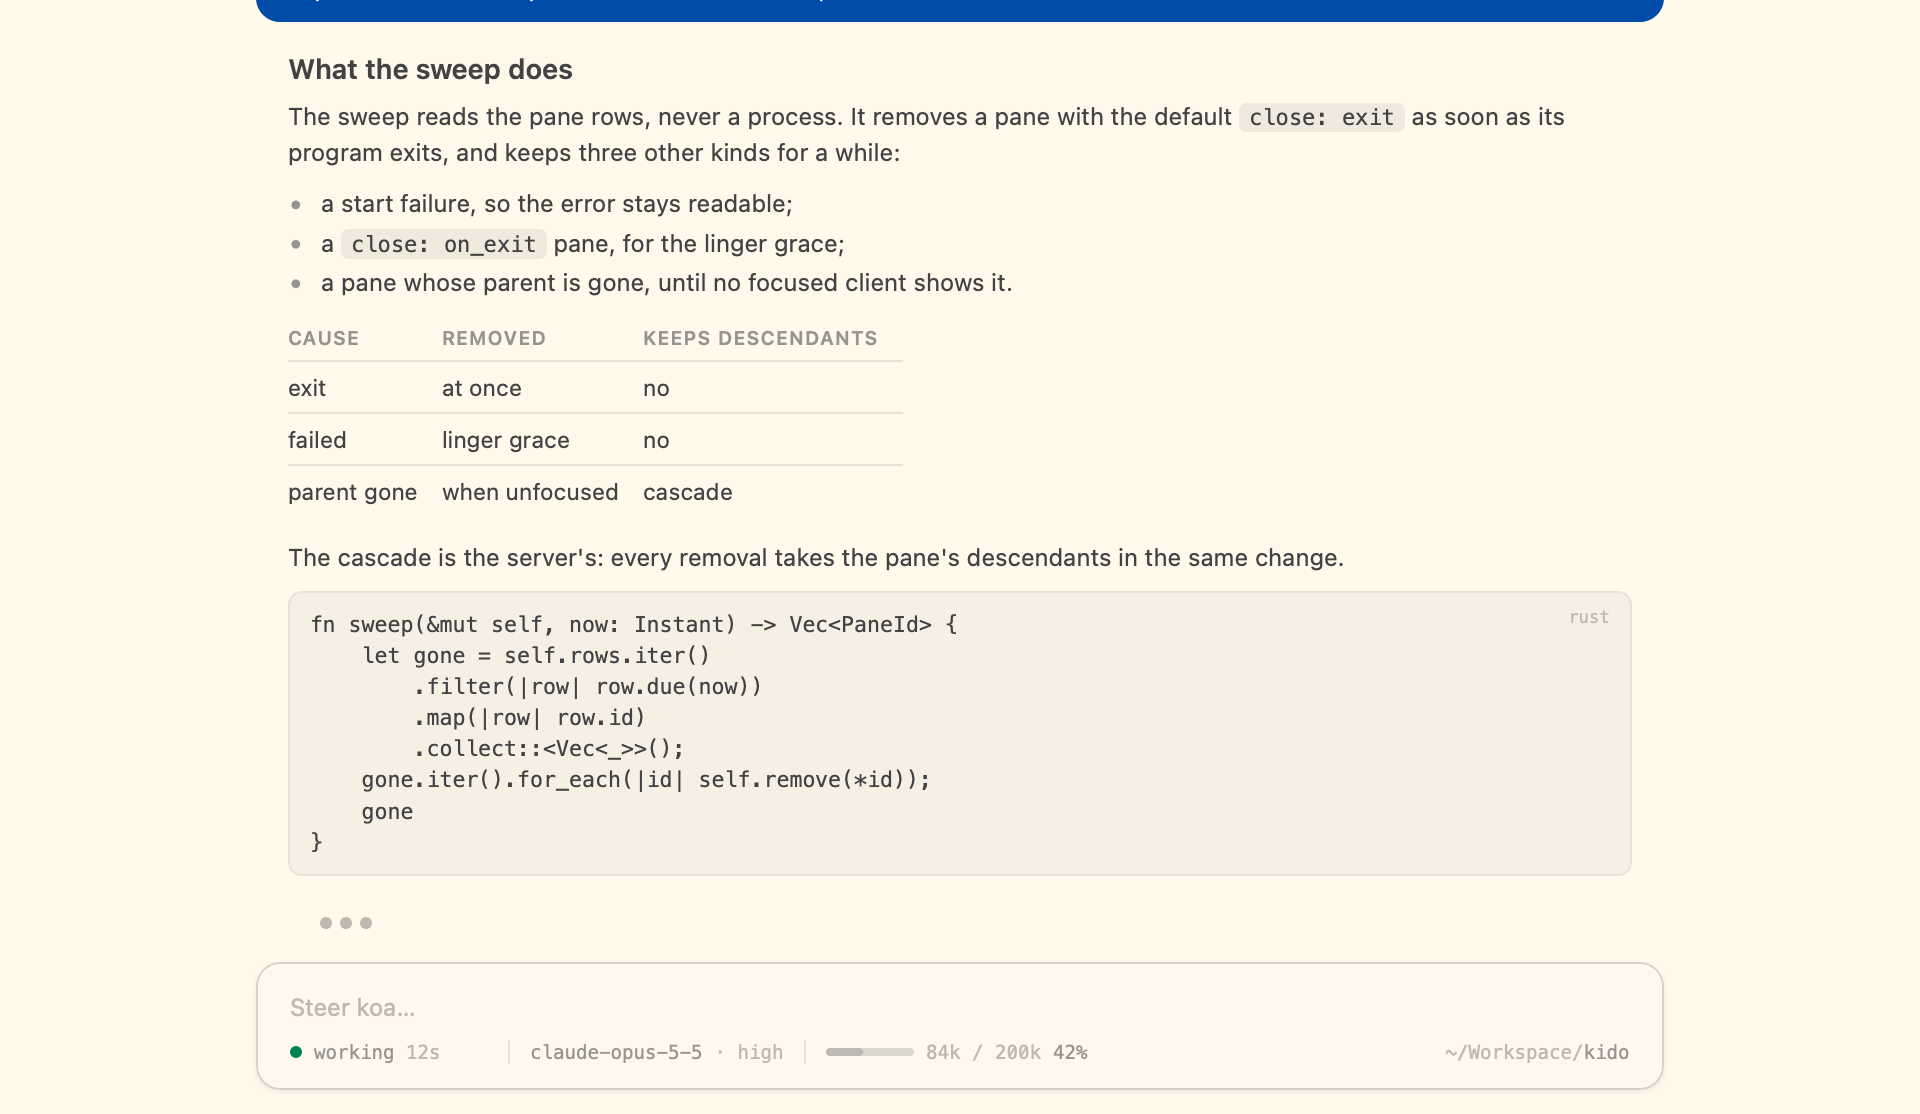 What the sweep does
The sweep reads the pane rows, never a process. It removes a pane with the default close: exit as soon as its
program exits, and keeps three other kinds for a while:
• a start failure, so the error stays readable;
• a close: on_exit pane, for the linger grace;
• a pane whose parent is gone, until no focused client shows it.
CAUSE REMOVED KEEPS DESCENDANTS
exit at once no
failed linger grace no
parent gone when unfocused cascade
The cascade is the server's: every removal takes the pane's descendants in the same change.
rust
fn sweep(&mut self, now: Instant) -> Vec<PaneId> {
    let gone = self.rows.iter()
        .filter(|row| row.due(now))
        .map(|row| row.id)
        .collect::<Vec<_>>();
    gone.iter().for_each(|id| self.remove(*id));
    gone
}
Steer koa...
working 12s claude-opus-5-5 · high 84k / 200k 42% ~/Workspace/kido